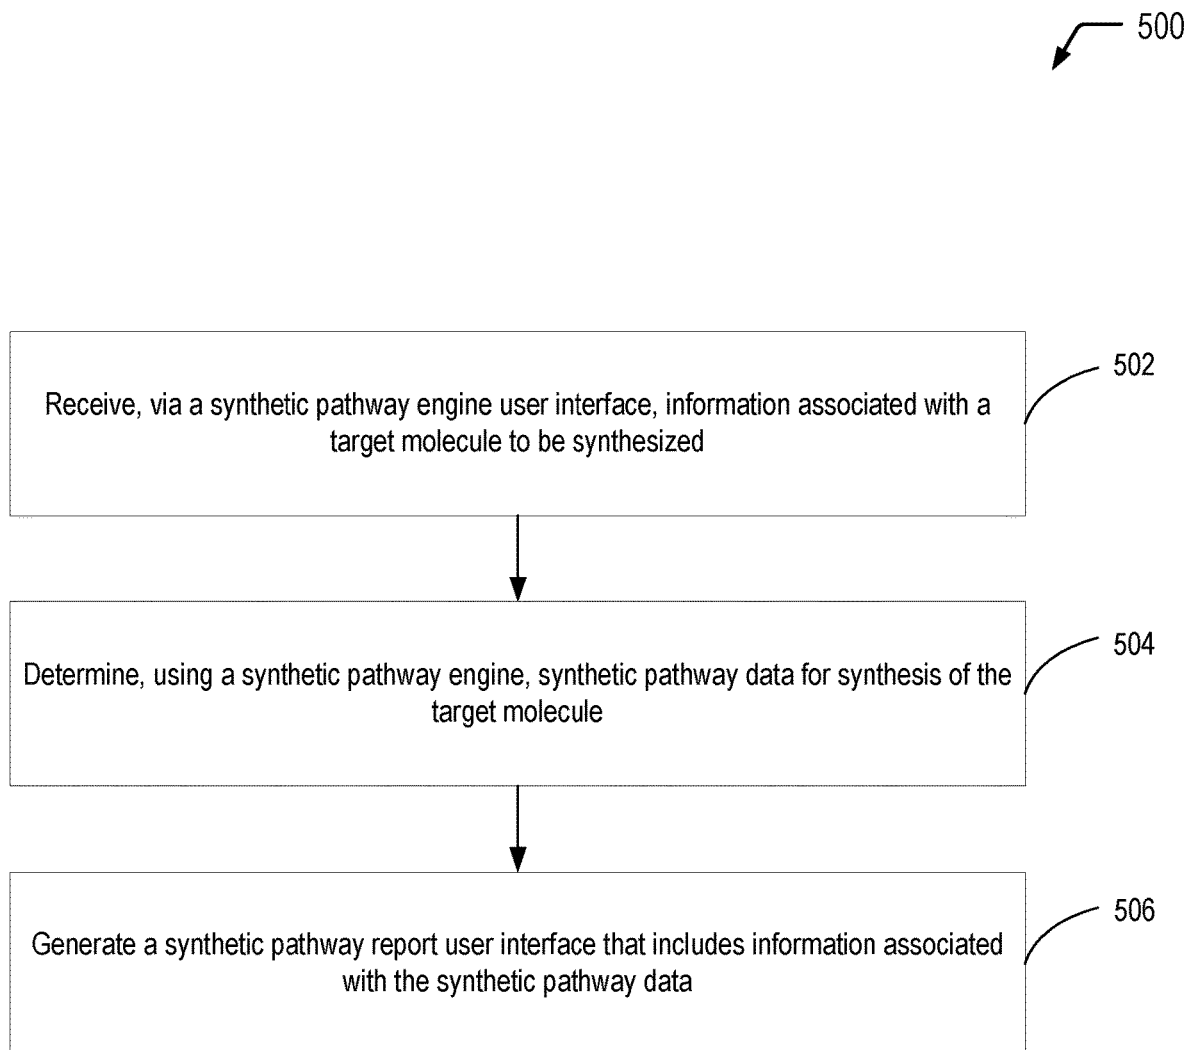 500
Receive, via a synthetic pathway engine user interface, information associated with a
target molecule to be synthesized
502
Determine, using a synthetic pathway engine, synthetic pathway data for synthesis of the
target molecule
504
Generate a synthetic pathway report user interface that includes information associated
with the synthetic pathway data
506